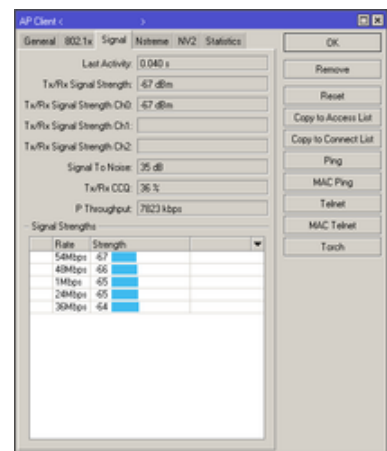 AP Client <          >
General 802.1x Signal Nstreme NV2 Statistics
Last Activity: 0.040 s
Tx/Rx Signal Strength: -67 dBm
Tx/Rx Signal Strength Ch0: -67 dBm
Tx/Rx Signal Strength Ch1:
Tx/Rx Signal Strength Ch2:
Signal To Noise: 35 dB
Tx/Rx CCQ: 36 %
P Throughput: 7823 kbps
Signal Strengths
Rate Strength
54Mbps -67
48Mbps -66
1Mbps -65
24Mbps -65
36Mbps -64
OK
Remove
Reset
Copy to Access List
Copy to Connect List
Ping
MAC Ping
Telnet
MAC Telnet
Torch